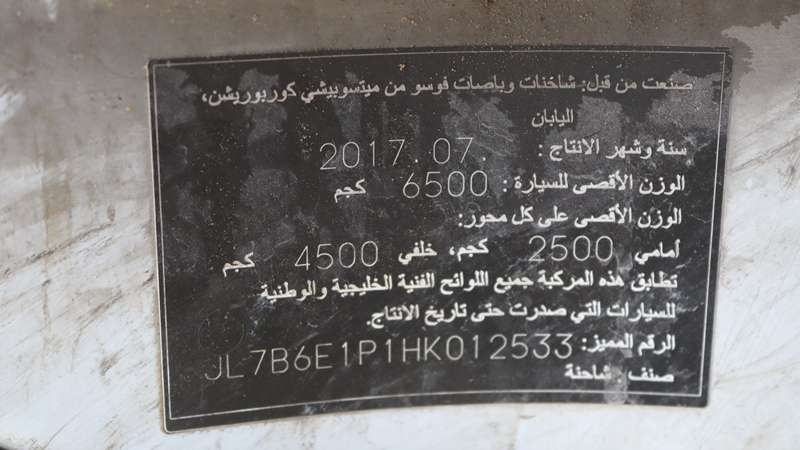 صنعت من قبل: شاخنات وباصات فوسو من ميتسوبيشي كوربوريشن،
اليابان
سنة وشهر الانتاج : 2017.07.
الوزن الأقصى للسيارة : 6500 كجم
الوزن الأقصى على كل محور:
أمامي 2500 كجم، خلفي 4500 كجم
تطابق هذه المركبة جميع اللوائح الفنية الخليجية والوطنية
للسيارات التي صدرت حتى تاريخ الانتاج.
الرقم المميز: JL7B6E1P1HK012533
صنف : شاحنة